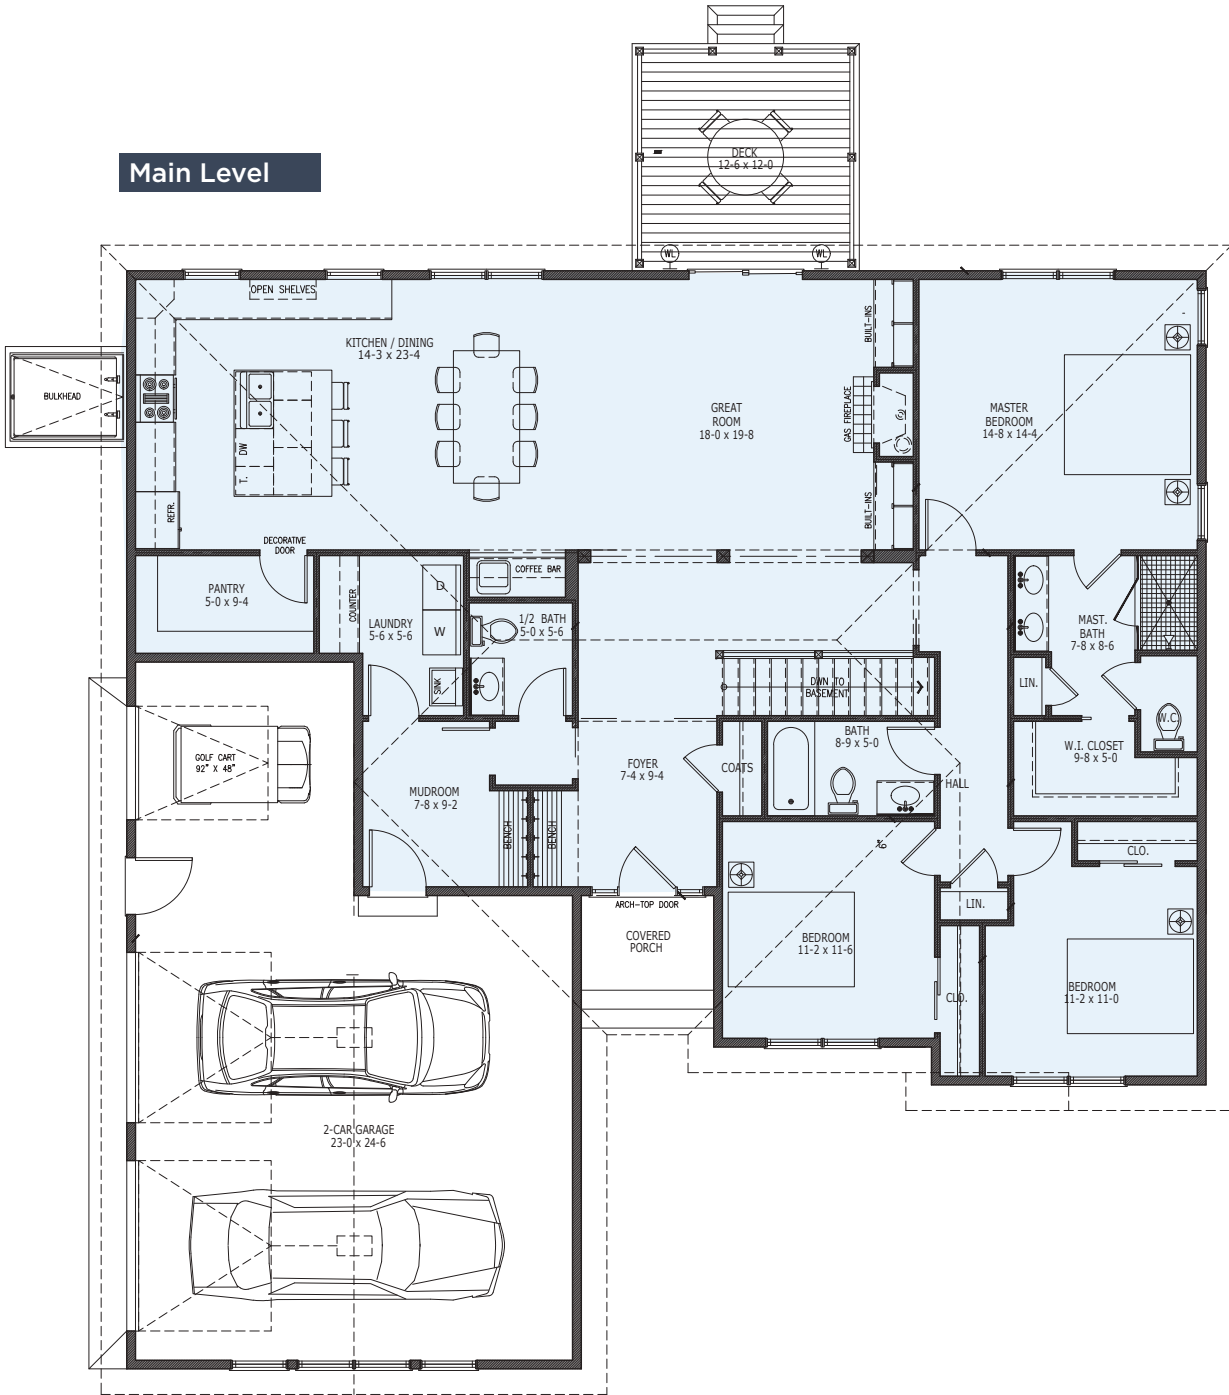 Main Level
DECK
12-6 x 12-0
WL
WL
OPEN SHELVES
BUILT-INS
KITCHEN / DINING
14-3 x 23-4
BULKHEAD
GREAT
ROOM
18-0 x 19-8
GAS FIREPLACE
MASTER
BEDROOM
14-8 x 14-4
T. DW
REFR.
BUILT-INS
DECORATIVE
DOOR
COFFEE BAR
PANTRY
5-0 x 9-4
COUNTER
D
LAUNDRY
5-6 x 5-6
W
1/2 BATH
5-0 x 5-6
MAST.
BATH
7-8 x 8-6
SINK
DWN TO
BASEMENT
LIN.
W.C.
GOLF CART
92" x 48"
BATH
8-9 x 5-0
W.I. CLOSET
9-8 x 5-0
FOYER
7-4 x 9-4
COATS
HALL
MUDROOM
7-8 x 9-2
BENCH
BENCH
CLO.
LIN.
ARCH-TOP DOOR
COVERED
PORCH
BEDROOM
11-2 x 11-6
CLO.
BEDROOM
11-2 x 11-0
2-CAR GARAGE
23-0 x 24-6